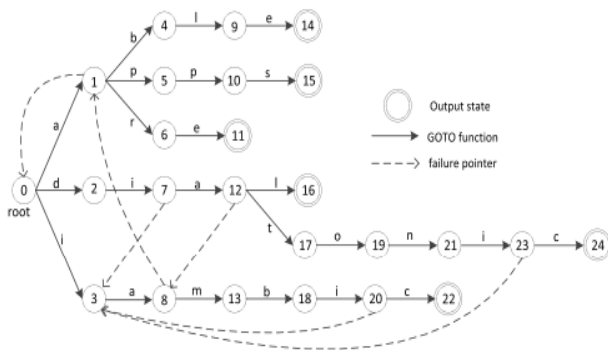 b 4 l 9 e 14
1 p 5 p 10 s 15
r 6 e 11
a
Output state
GOTO function
failure pointer
0 d 2 i 7 a 12 l 16
root
t 17 o 19 n 21 i 23 c 24
i
3 a 8 m 13 b 18 i 20 c 22